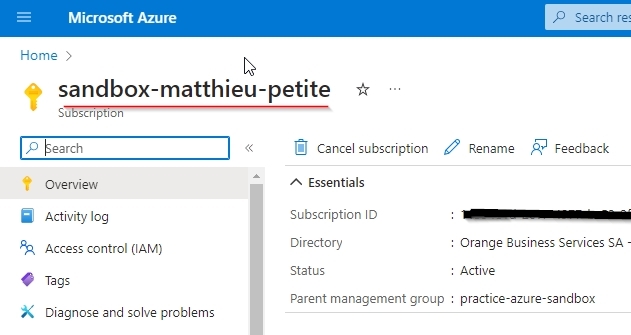 Microsoft Azure
Search res
Home
sandbox-matthieu-petite
Subscription
Search
Cancel subscription
Rename
Feedback
Overview
Essentials
Activity log
Subscription ID :
Access control (IAM)
Directory : Orange Business Services SA -
Status : Active
Tags
Parent management group : practice-azure-sandbox
Diagnose and solve problems